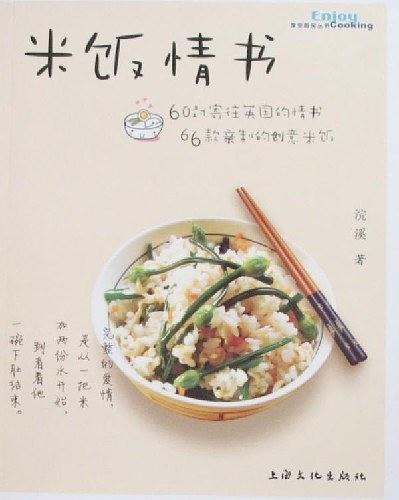 Enjoy
Cooking
米饭情书
60封寄往英国的情书
66款亲制的创意米饭
浣溪 著
完整的爱情,
是从一把米
加两份水开始,
到看着他
一碗下肚结束。
上海文化出版社